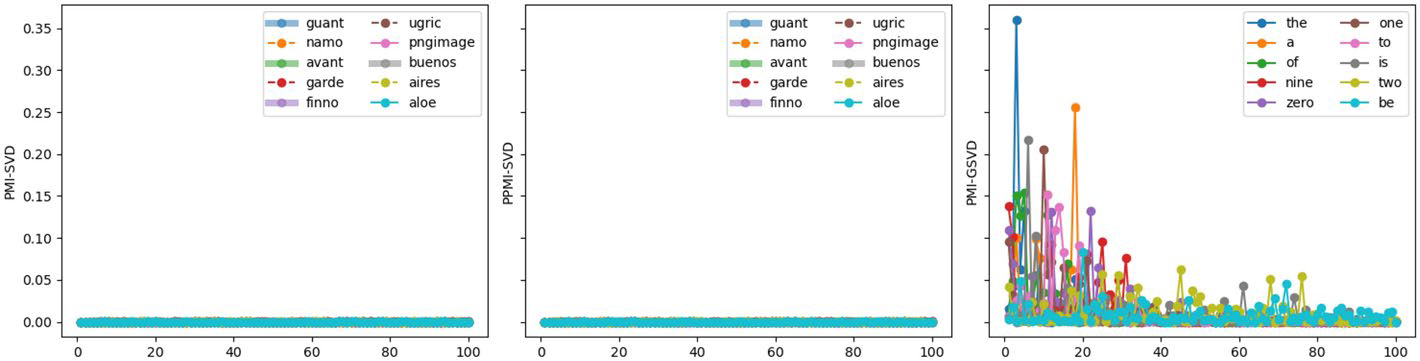 PMI-SVD
0.35
0.30
0.25
0.20
0.15
0.10
0.05
0.00
0 20 40 60 80 100
guant ugric
namo pngimage
avant buenos
garde aires
finno aloe
PPMI-SVD
0 20 40 60 80 100
guant ugric
namo pngimage
avant buenos
garde aires
finno aloe
PMI-GSVD
0 20 40 60 80 100
the one
a to
of is
nine two
zero be